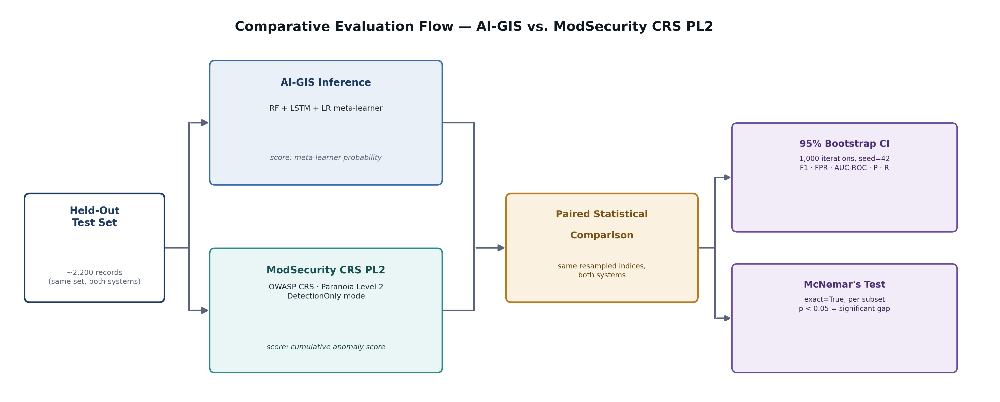 Comparative Evaluation Flow — AI-GIS vs. ModSecurity CRS PL2
Held-Out
Test Set
~2,200 records
(same set, both systems)
AI-GIS Inference
RF + LSTM + LR meta-learner
score: meta-learner probability
ModSecurity CRS PL2
OWASP CRS · Paranoia Level 2
DetectionOnly mode
score: cumulative anomaly score
Paired Statistical
Comparison
same resampled indices,
both systems
95% Bootstrap CI
1,000 iterations, seed=42
F1 · FPR · AUC-ROC · P · R
McNemar's Test
exact=True, per subset
p < 0.05 = significant gap